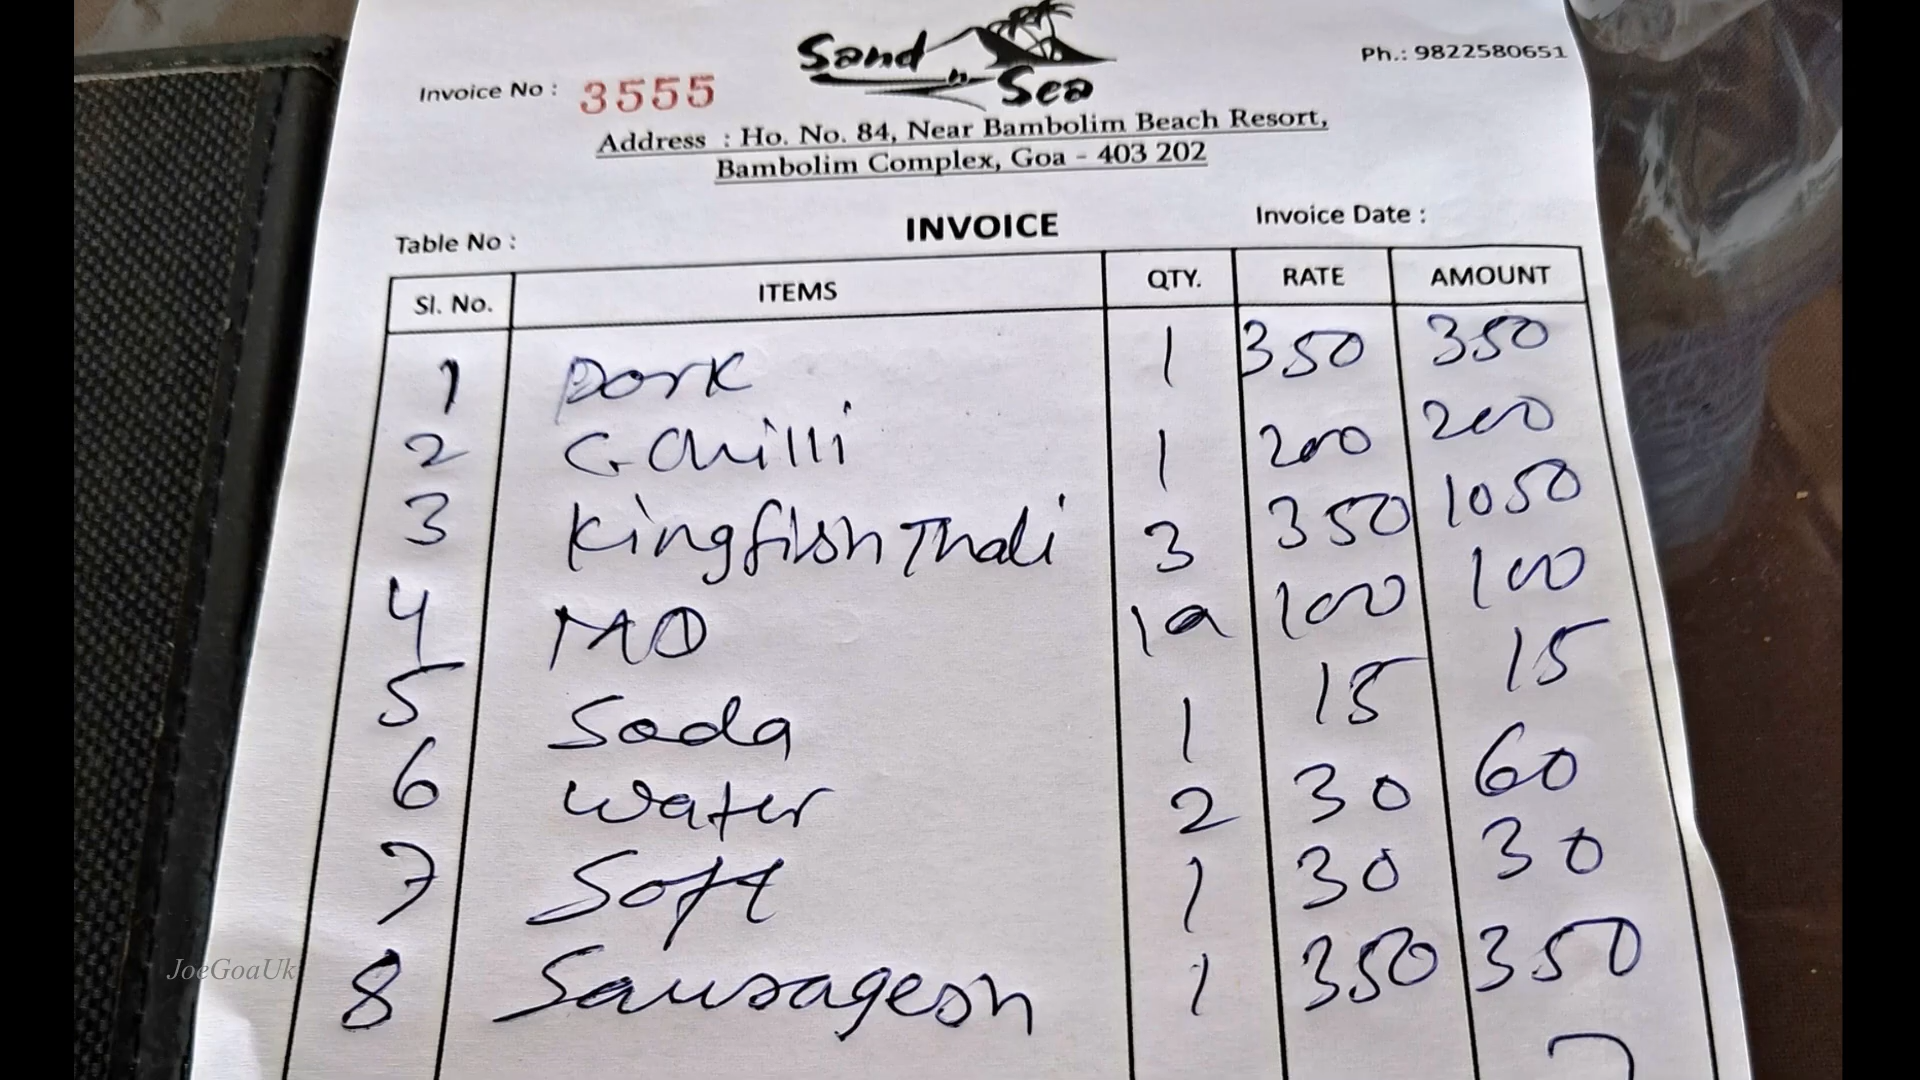 Sand n Sea
Ph.: 9822580651
Invoice No : 3555
Address : Ho. No. 84, Near Bambolim Beach Resort,
Bambolim Complex, Goa - 403 202
INVOICE
Invoice Date :
Table No :
Sl. No. ITEMS QTY. RATE AMOUNT
1 Pork 1 350 350
2 G Chilli 1 200 200
3 Kingfish Thali 3 350 1050
4 1a 100 100
5 Soda 1 15 15
6 Water 2 30 60
7 Soft 1 30 30
8 1 350 350
JoeGoaUk